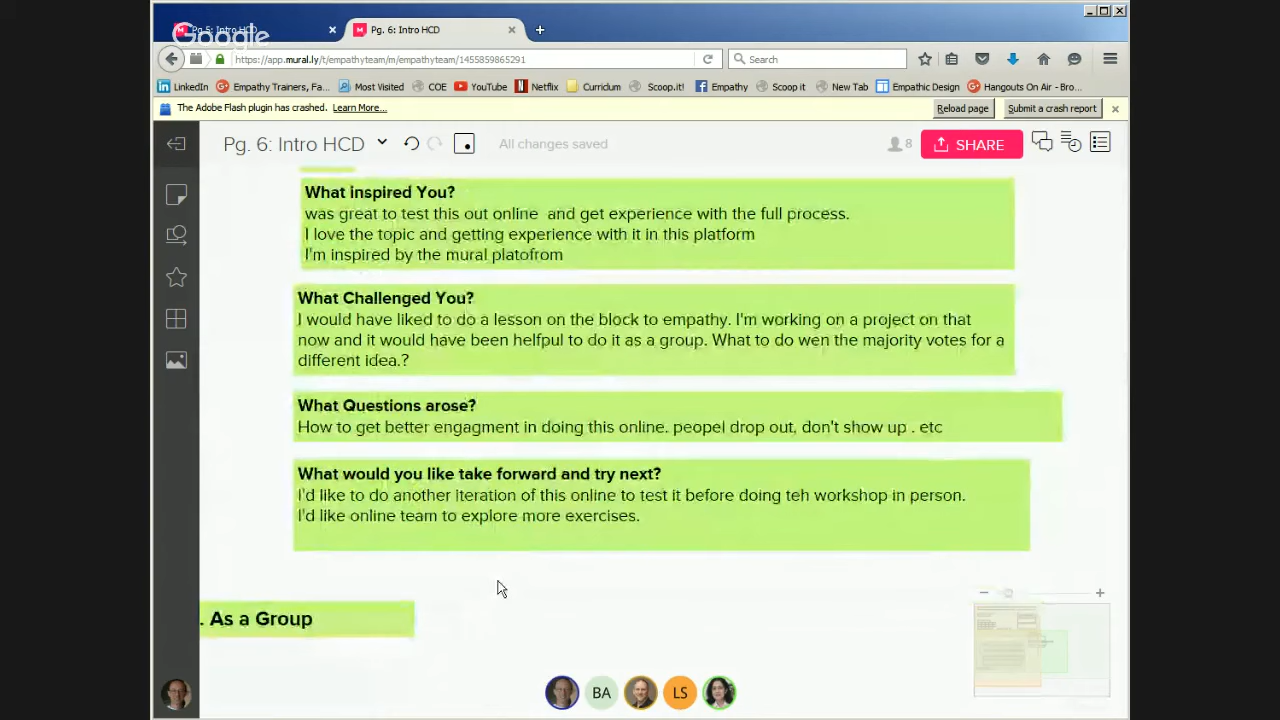 Pg. 5: Intro HCD
Google
Pg. 6: Intro HCD
https://app.mural.ly/t/empathyteam/m/empathyteam/1455859865291
Search
LinkedIn
Empathy Trainers, Fa...
Most Visited
COE
YouTube
Netflix
Curridum
Scoop.it!
Empathy
Scoop it
New Tab
Empathic Design
Hangouts On Air - Bro...
The Adobe Flash plugin has crashed. Learn More...
Reload page
Submit a crash report
Pg. 6: Intro HCD
All changes saved
8
SHARE
What inspired You?
was great to test this out online and get experience with the full process.
I love the topic and getting experience with it in this platform
I'm inspired by the mural platofrom
What Challenged You?
I would have liked to do a lesson on the block to empathy. I'm working on a project on that
now and it would have been helfpul to do it as a group. What to do wen the majority votes for a
different idea.?
What Questions arose?
How to get better engagment in doing this online. peopel drop out, don't show up . etc
What would you like take forward and try next?
I'd like to do another iteration of this online to test it before doing teh workshop in person.
I'd like online team to explore more exercises.
. As a Group
BA
LS